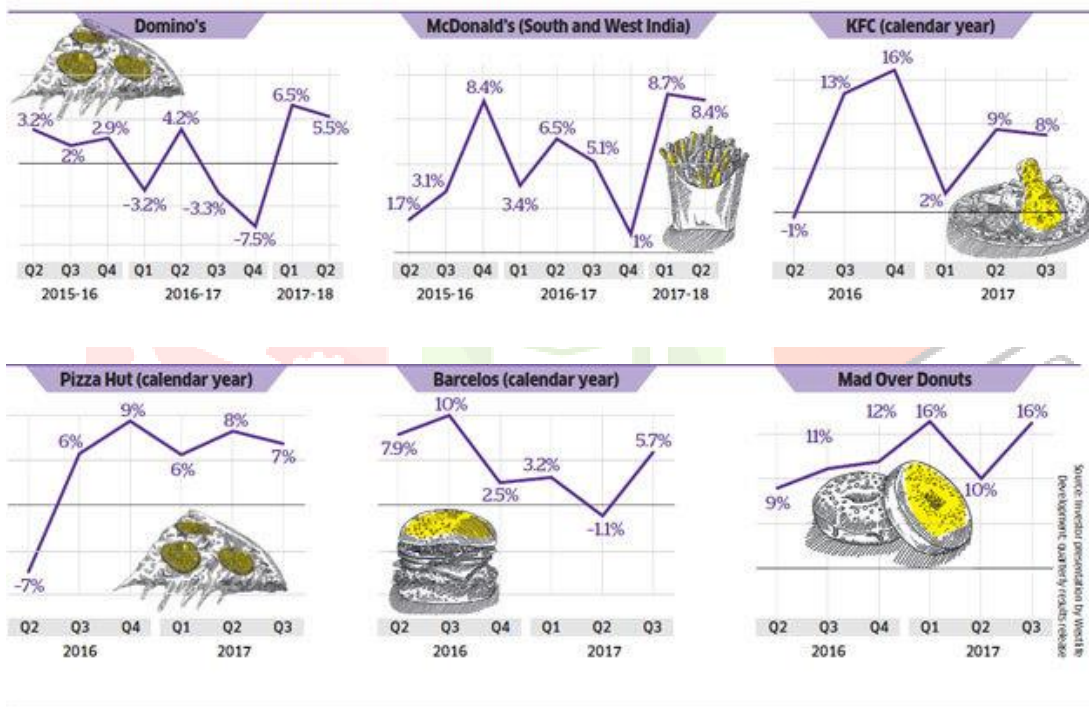 Domino's
3.2%
2%
2.9%
-3.2%
4.2%
-3.3%
-7.5%
6.5%
5.5%
Q2 Q3 Q4 Q1 Q2 Q3 Q4 Q1 Q2
2015-16 2016-17 2017-18
McDonald's (South and West India)
1.7%
3.1%
8.4%
3.4%
6.5%
5.1%
1%
8.7%
8.4%
Q2 Q3 Q4 Q1 Q2 Q3 Q4 Q1 Q2
2015-16 2016-17 2017-18
KFC (calendar year)
-1%
13%
16%
2%
9%
8%
Q2 Q3 Q4 Q1 Q2 Q3
2016 2017
Pizza Hut (calendar year)
-7%
6%
9%
6%
8%
7%
Q2 Q3 Q4 Q1 Q2 Q3
2016 2017
Barcelos (calendar year)
7.9%
10%
2.5%
3.2%
-1.1%
5.7%
Q2 Q3 Q4 Q1 Q2 Q3
2016 2017
Mad Over Donuts
9%
11%
12%
16%
10%
16%
Q2 Q3 Q4 Q1 Q2 Q3
2016 2017
Source: Investor presentation by Westlife
Development; quarterly results release